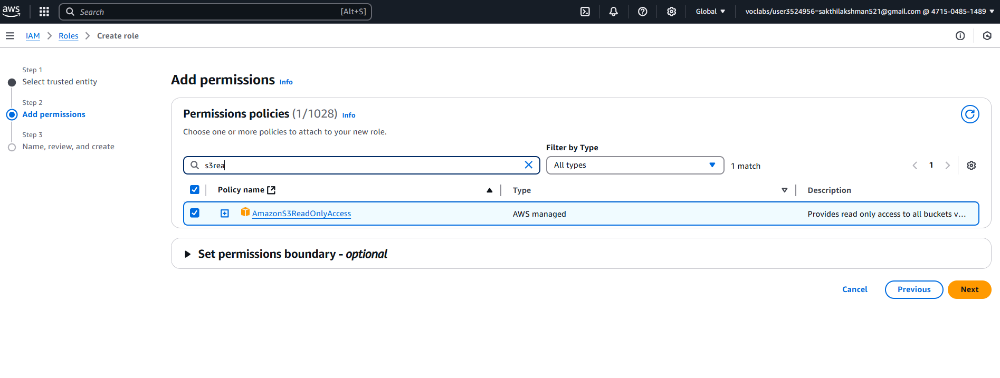 aws
Search [Alt+S]
Global voclabs/user3524956=sakthilakshman521@gmail.com @ 4715-0485-1489
IAM Roles Create role
Step 1
Select trusted entity
Step 2
Add permissions
Step 3
Name, review, and create
Add permissions Info
Permissions policies (1/1028) Info
Choose one or more policies to attach to your new role.
Filter by Type
s3rea All types 1 match 1
Policy name Type Description
AmazonS3ReadOnlyAccess AWS managed Provides read only access to all buckets v...
Set permissions boundary - optional
Cancel Previous Next